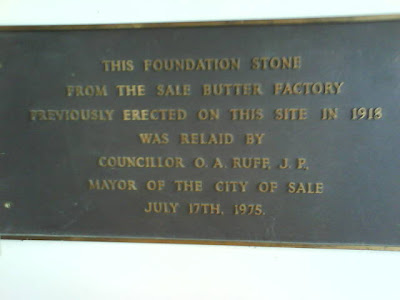 THIS FOUNDATION STONE
FROM THE SALE BUTTER FACTORY
PREVIOUSLY ERECTED ON THIS SITE IN 1918
WAS RELAID BY
COUNCILLOR O. A. RUFF, J. P.
MAYOR OF THE CITY OF SALE
JULY 17TH, 1975.